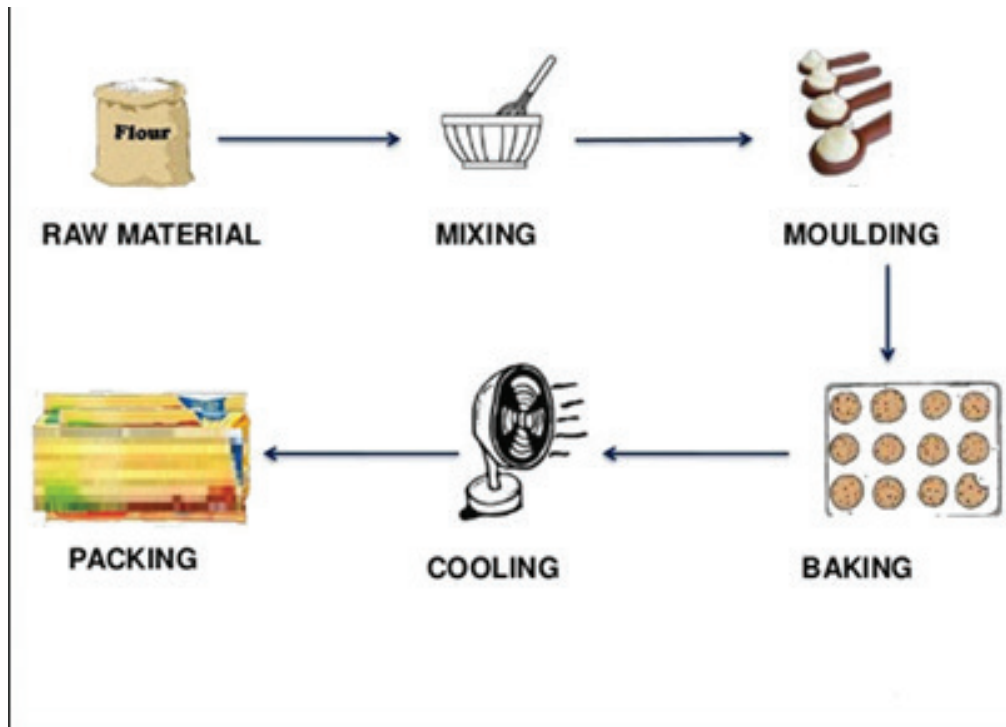 Flour
RAW MATERIAL
MIXING
MOULDING
PACKING
COOLING
BAKING